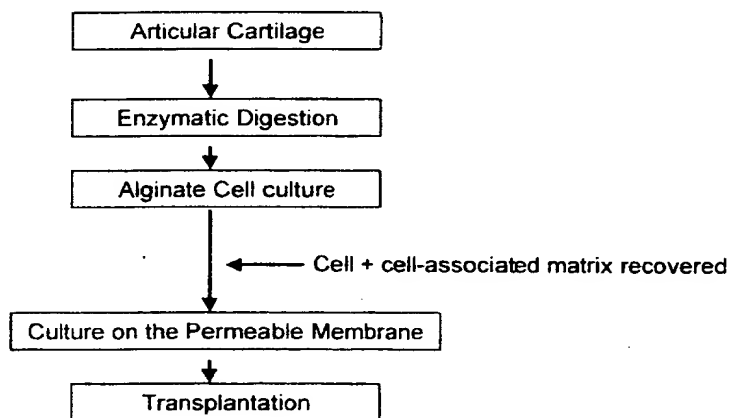 Articular Cartilage
Enzymatic Digestion
Alginate Cell culture
Cell + cell-associated matrix recovered
Culture on the Permeable Membrane
Transplantation